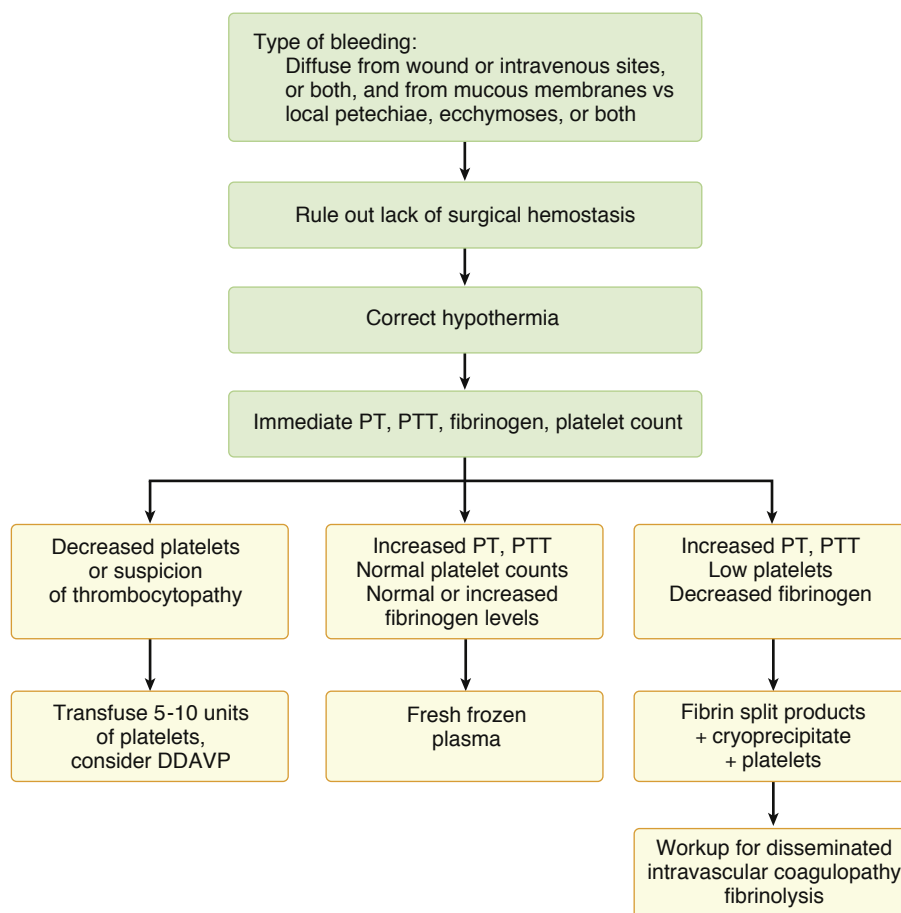 Type of bleeding:
Diffuse from wound or intravenous sites,
or both, and from mucous membranes vs
local petechiae, ecchymoses, or both
Rule out lack of surgical hemostasis
Correct hypothermia
Immediate PT, PTT, fibrinogen, platelet count
Decreased platelets
or suspicion
of thrombocytopathy
Transfuse 5-10 units
of platelets,
consider DDAVP
Increased PT, PTT
Normal platelet counts
Normal or increased
fibrinogen levels
Fresh frozen
plasma
Increased PT, PTT
Low platelets
Decreased fibrinogen
Fibrin split products
+ cryoprecipitate
+ platelets
Workup for disseminated
intravascular coagulopathy
fibrinolysis